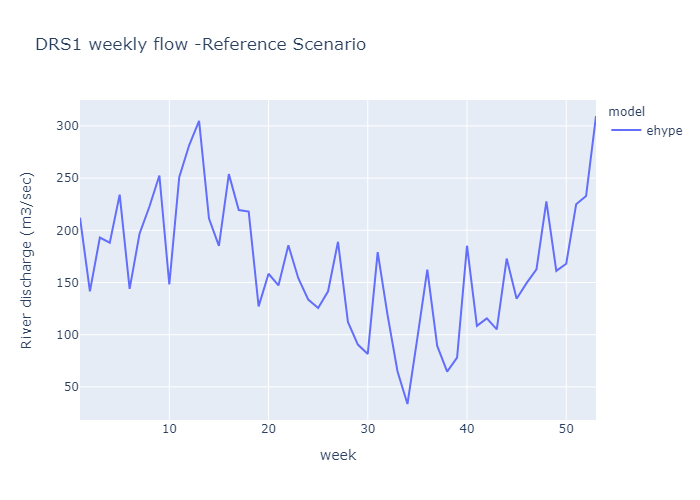 DRS1 weekly flow -Reference Scenario
model
ehype
River discharge (m3/sec)
300
250
200
150
100
50
10
20
30
40
50
week